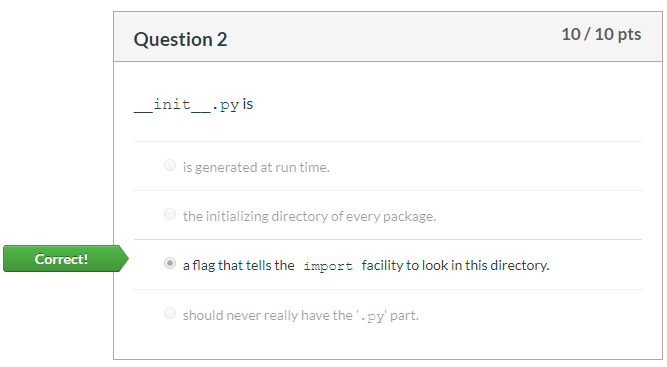 Question 2 10 / 10 pts
__init__.py is
is generated at run time.
the initializing directory of every package.
Correct! a flag that tells the import facility to look in this directory.
should never really have the '.py' part.